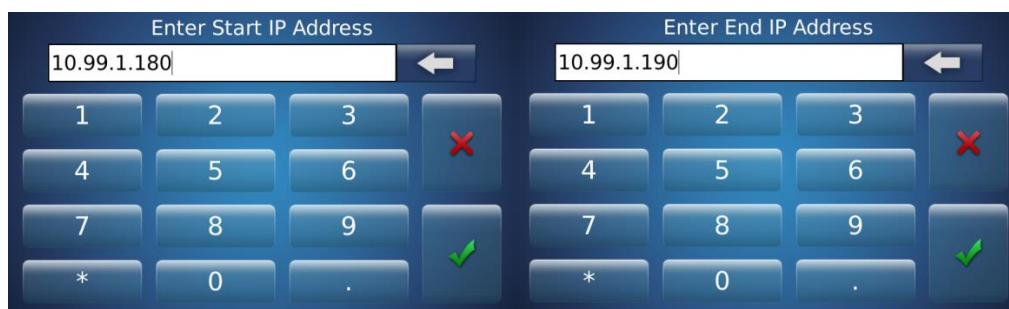 Enter Start IP Address
10.99.1.180
1 2 3
4 5 6
7 8 9
* 0 .
Enter End IP Address
10.99.1.190
1 2 3
4 5 6
7 8 9
* 0 .